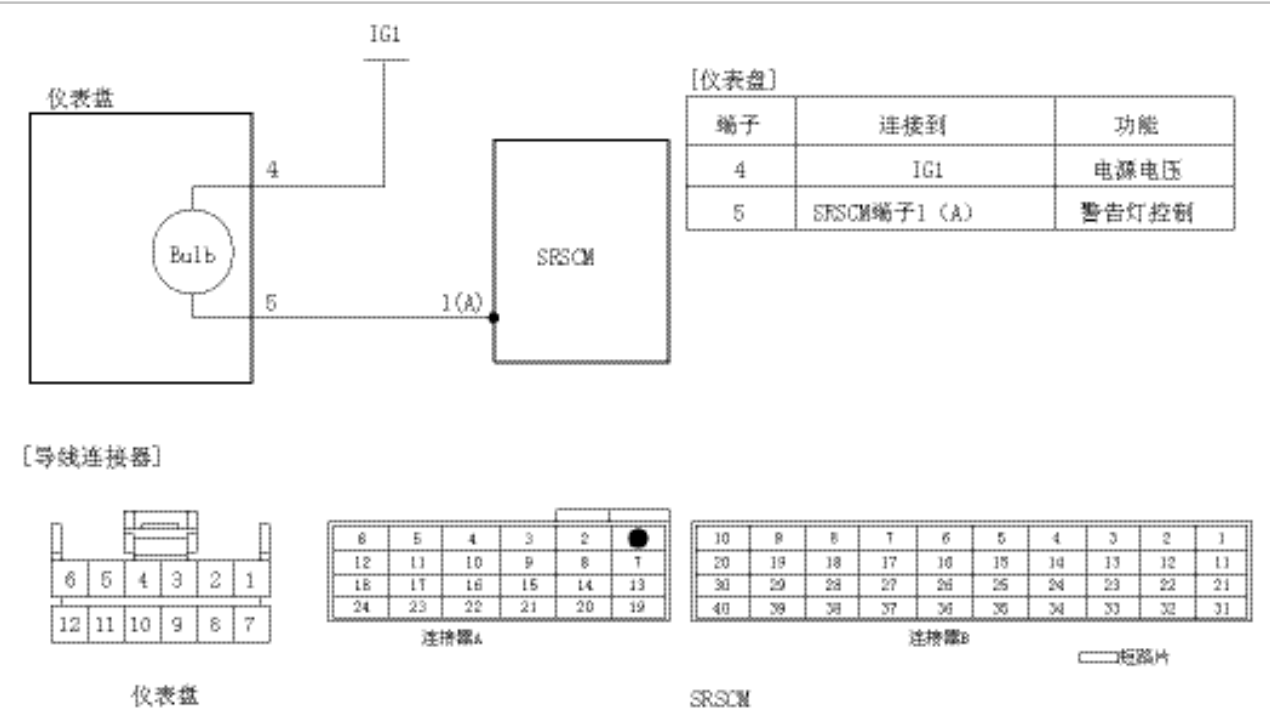 IG1
仪表盘
4
Bulb
5
1(A)
SRSCM
[仪表盘]
端子 连接到 功能
4 IG1 电源电压
5 SRSCM端子1 (A) 警告灯控制
[导线连接器]
6 5 4 3 2 1
12 11 10 9 8 7
仪表盘
6 5 4 3 2
12 11 10 9 8 7
18 17 16 15 14 13
24 23 22 21 20 19
连接器A
10 9 8 7 6 5 4 3 2 1
20 19 18 17 16 15 14 13 12 11
30 29 28 27 26 25 24 23 22 21
40 39 38 37 36 35 34 33 32 31
连接器B
短路片
SRSCM